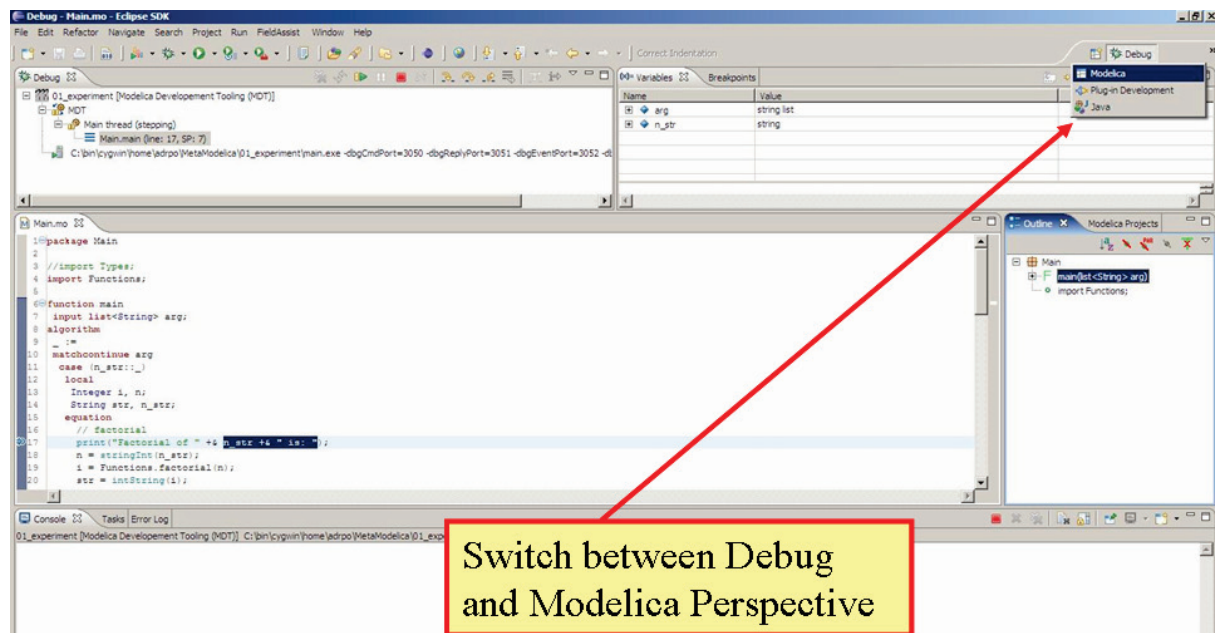 Debug - Main.mo - Eclipse SDK
File Edit Refactor Navigate Search Project Run FieldAssist Window Help
Correct Indentation
Debug
Modelica
Plug-in Development
Java
Debug
01_experiment [Modelica Developement Tooling (MDT)]
MDT
Main thread (stepping)
Main.main (line: 17, SP: 7)
C:\bin\cygwin\home\adrpo\MetaModelica\01_experiment\main.exe -dbgCmdPort=3050 -dbgReplyPort=3051 -dbgEventPort=3052 -d
Variables Breakpoints
Name Value
arg string list
n_str string
Main.mo
1 package Main
2
3 //import Types;
4 import Functions;
5
6 function main
7 input list<String> arg;
8 algorithm
9 _ :=
10 matchcontinue arg
11 case (n_str::_)
12 local
13 Integer i, n;
14 String str, n_str;
15 equation
16 // factorial
17 print("Factorial of " +& n_str +& " is: ");
18 n = stringInt(n_str);
19 i = Functions.factorial(n);
20 str = intString(i);
Outline Modelica Projects
Main
main(list<String> arg)
import Functions;
Console Tasks Error Log
01_experiment [Modelica Developement Tooling (MDT)] C:\bin\cygwin\home\adrpo\MetaModelica\01_exp
Switch between Debug
and Modelica Perspective